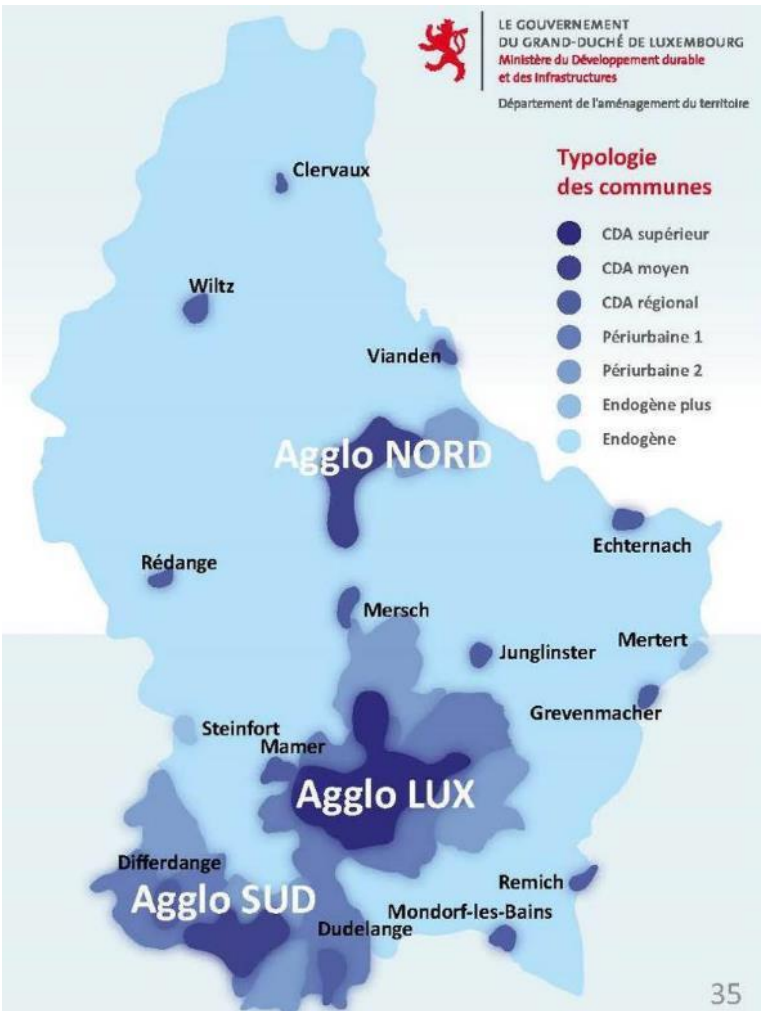 LE GOUVERNEMENT
DU GRAND-DUCHÉ DE LUXEMBOURG
Ministère du Développement durable
et des Infrastructures
Département de l'aménagement du territoire
Typologie
des communes
CDA supérieur
CDA moyen
CDA régional
Périurbaine 1
Périurbaine 2
Endogène plus
Endogène
Clervaux
Wiltz
Vianden
Agglo NORD
Echternach
Rédange
Mersch
Junglinster
Mertert
Grevenmacher
Steinfort
Mamer
Agglo LUX
Differdange
Remich
Agglo SUD
Mondorf-les-Bains
Dudelange
35